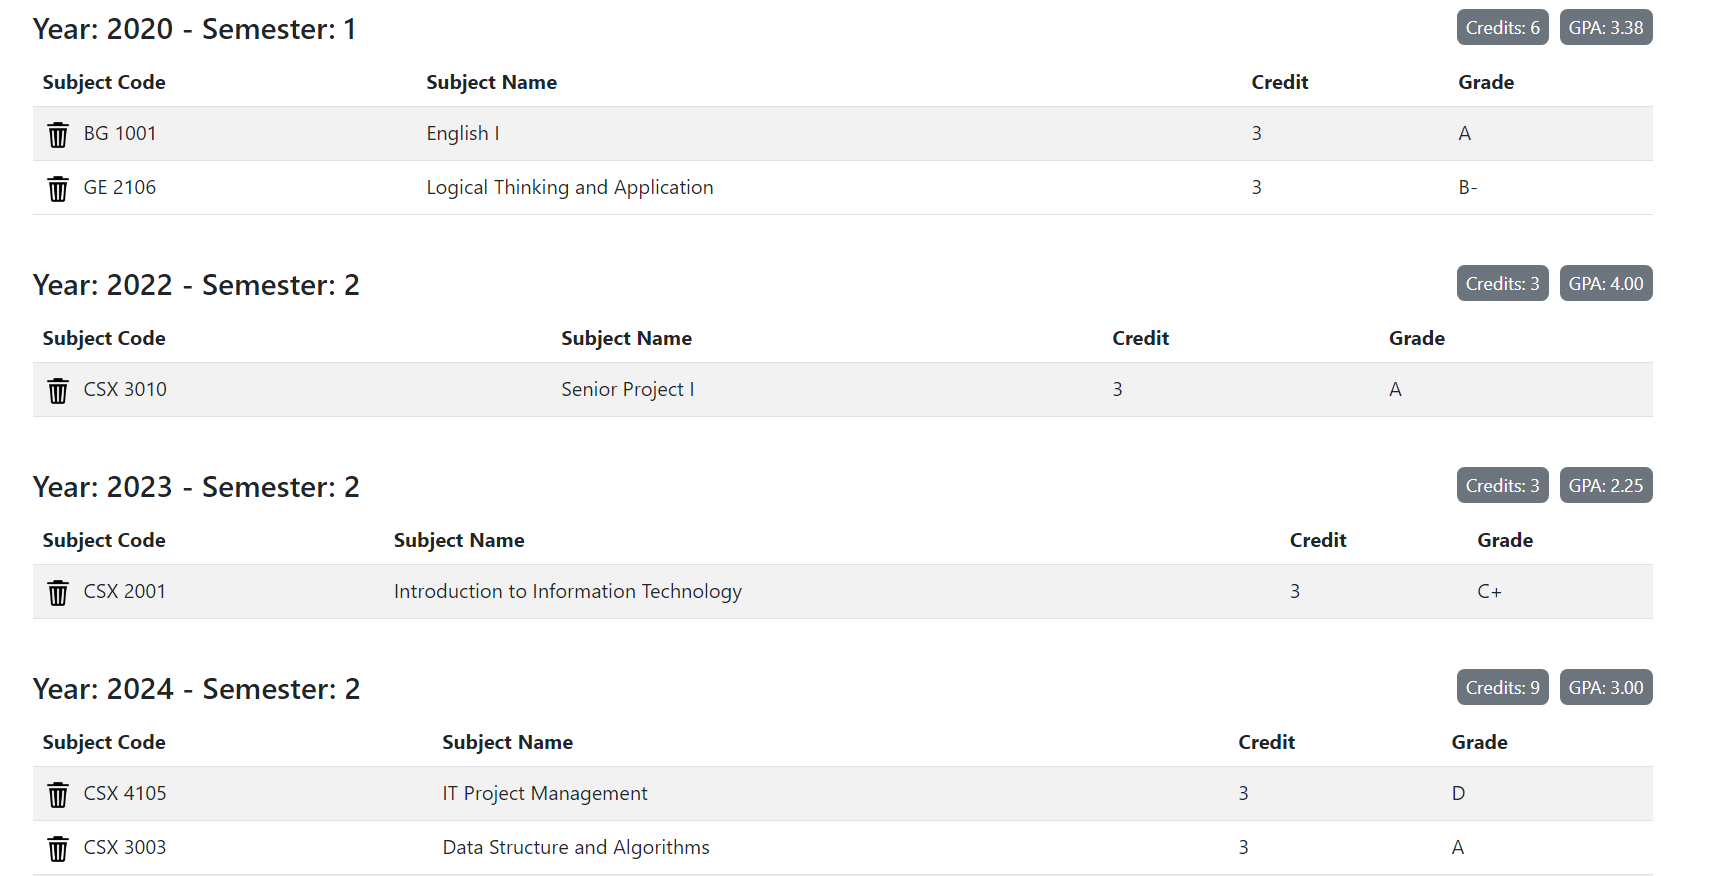 Year: 2020 - Semester: 1 Credits: 6 GPA: 3.38
Subject Code Subject Name Credit Grade
BG 1001 English I 3 A
GE 2106 Logical Thinking and Application 3 B-
Year: 2022 - Semester: 2 Credits: 3 GPA: 4.00
Subject Code Subject Name Credit Grade
CSX 3010 Senior Project I 3 A
Year: 2023 - Semester: 2 Credits: 3 GPA: 2.25
Subject Code Subject Name Credit Grade
CSX 2001 Introduction to Information Technology 3 C+
Year: 2024 - Semester: 2 Credits: 9 GPA: 3.00
Subject Code Subject Name Credit Grade
CSX 4105 IT Project Management 3 D
CSX 3003 Data Structure and Algorithms 3 A